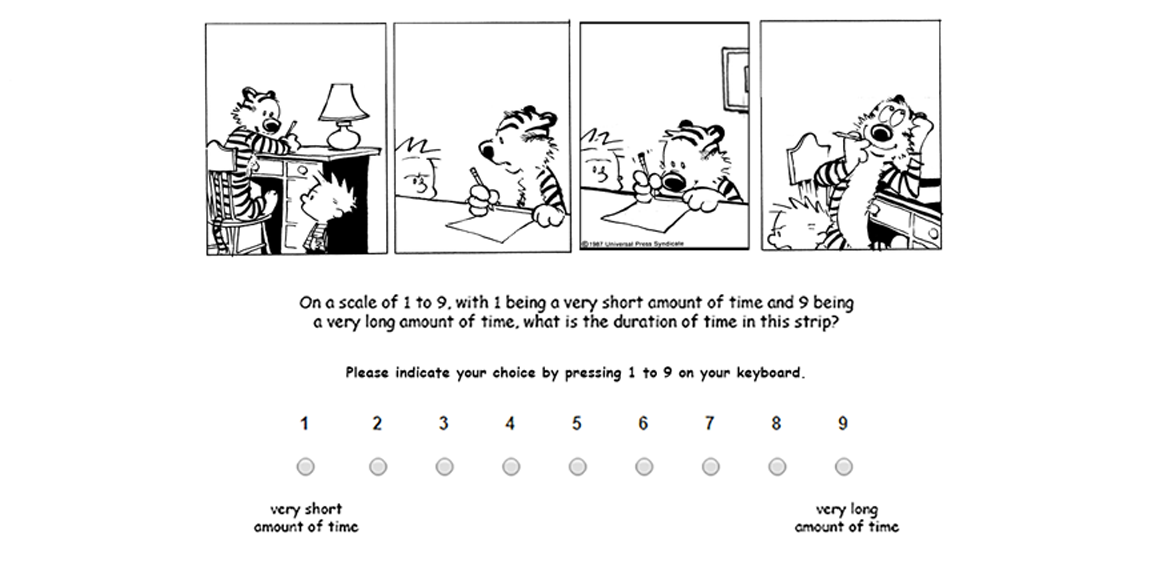 ©1987 Universal Press Syndicate
On a scale of 1 to 9, with 1 being a very short amount of time and 9 being
a very long amount of time, what is the duration of time in this strip?
Please indicate your choice by pressing 1 to 9 on your keyboard.
1 2 3 4 5 6 7 8 9
very short very long
amount of time amount of time